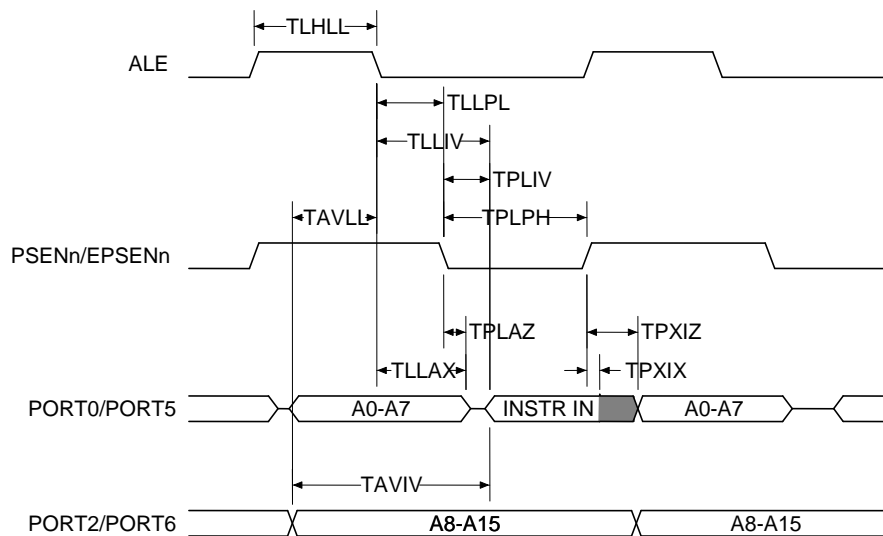 TLHLL
ALE
TLLPL
TLLIV
TPLIV
TAVLL
TPLPH
PSENn/EPSENn
TPLAZ
TPXIZ
TLLAX
TPXIX
PORT0/PORT5
A0-A7
INSTR IN
A0-A7
TAVIV
PORT2/PORT6
A8-A15
A8-A15